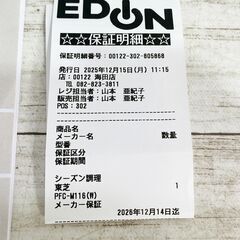 EDION
☆☆保証明細☆☆
保証明細番号：00122-302-805868
発行日 2025年12月15日(月) 11:15
店：00122 海田店
TEL 082-823-3811
レジ担当者：山本　亜紀子
販売担当者：山本　亜紀子
POS：302
商品名
メーカー名 数量
型番
保証区分
保証期間
シーズン調理
東芝 1
PFC-M116(W)
メーカー保証
2026年12月14日迄